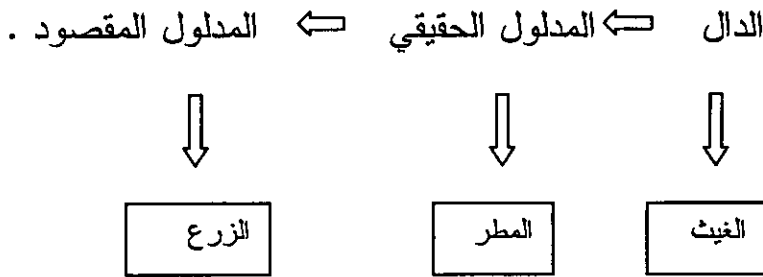 الدال المدلول الحقيقي المدلول المقصود .
الغيث المطر الزرع